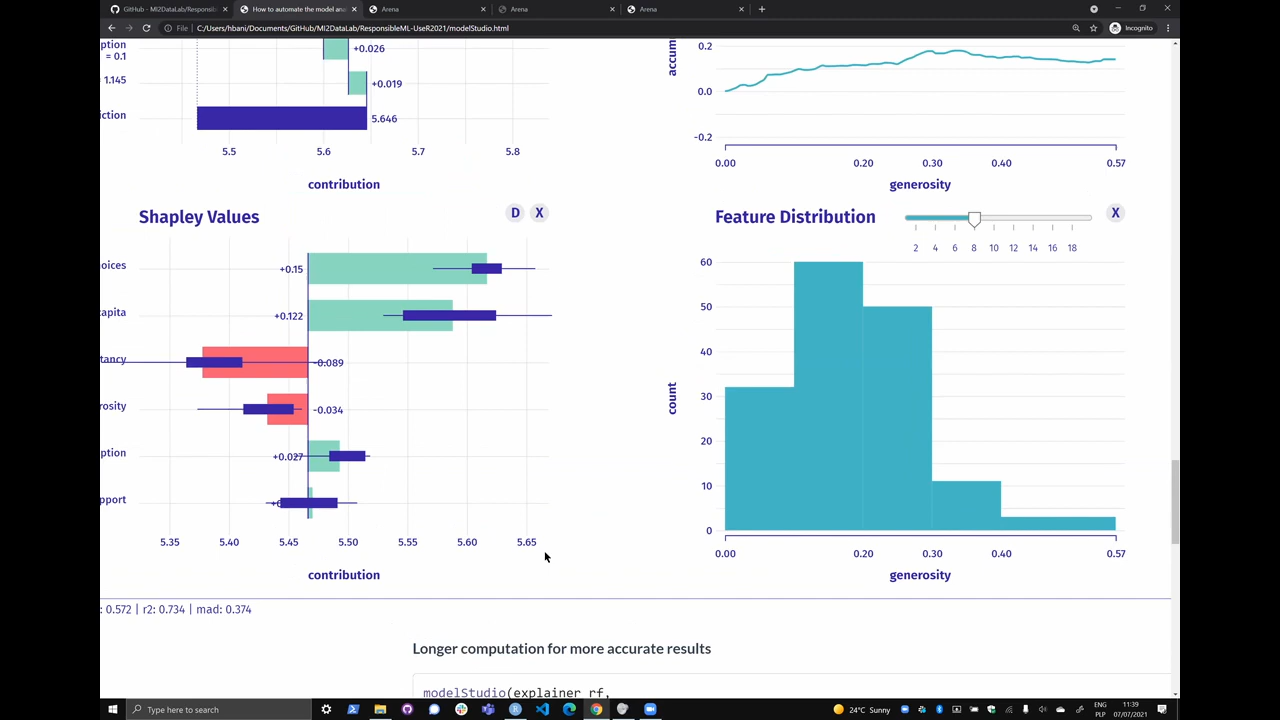 GitHub - MI2DataLab/Responsible
How to automate the model ana
Arena
Arena
Arena
File
C:/Users/hbani/Documents/GitHub/MI2DataLab/ResponsibleML-UseR2021/modelStudio.html
Incognito
ption
= 0.1
+0.026
1.145
+0.019
iction
5.646
5.5 5.6 5.7 5.8
contribution
accum
0.2
0.0
-0.2
0.00 0.20 0.30 0.40 0.57
generosity
Shapley Values
D X
oices
+0.15
apita
+0.122
tancy
-0.089
rosity
-0.034
ption
+0.027
pport
5.35 5.40 5.45 5.50 5.55 5.60 5.65
contribution
Feature Distribution
X
2 4 6 8 10 12 14 16 18
60
50
40
30
20
10
0
count
0.00 0.20 0.30 0.40 0.57
generosity
: 0.572 | r2: 0.734 | mad: 0.374
Longer computation for more accurate results
modelStudio(explainer_rf,
Type here to search
24°C Sunny
ENG
PLP
11:39
07/07/2021